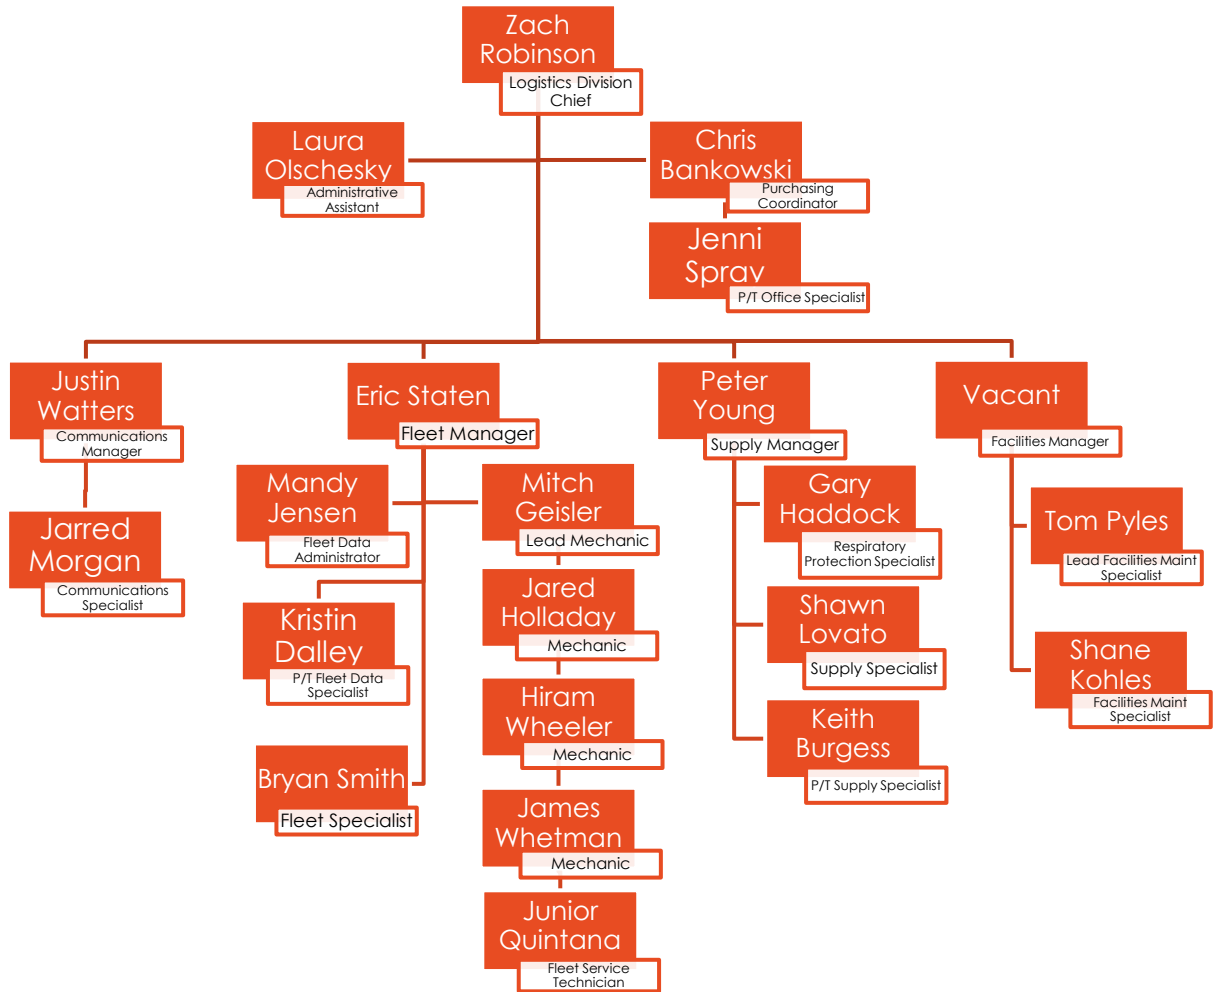 Zach
Robinson
Logistics Division
Chief
Laura
Olschesky
Administrative
Assistant
Chris
Bankowski
Purchasing
Coordinator
Jenni
Spray
P/T Office Specialist
Justin
Watters
Communications
Manager
Jarred
Morgan
Communications
Specialist
Eric Staten
Fleet Manager
Mandy
Jensen
Fleet Data
Administrator
Kristin
Dalley
P/T Fleet Data
Specialist
Bryan Smith
Fleet Specialist
Mitch
Geisler
Lead Mechanic
Jared
Holladay
Mechanic
Hiram
Wheeler
Mechanic
James
Whetman
Mechanic
Junior
Quintana
Fleet Service
Technician
Peter
Young
Supply Manager
Gary
Haddock
Respiratory
Protection Specialist
Shawn
Lovato
Supply Specialist
Keith
Burgess
P/T Supply Specialist
Vacant
Facilities Manager
Tom Pyles
Lead Facilities Maint
Specialist
Shane
Kohles
Facilities Maint
Specialist